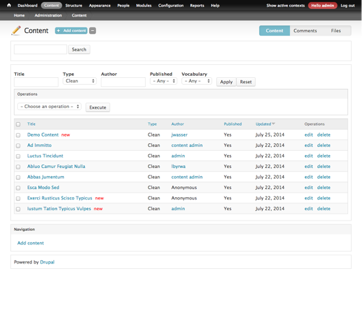 Dashboard Content Structure Appearance People Modules Configuration Reports Help Show active contexts Hello admin Log out
Home Administration Content
Content + Add content Content Comments Files
Search
Title Type Author Published Vocabulary
Clean - Any - - Any - Apply Reset
Operations
- Choose an operation - Execute
Title Type Author Published Updated Operations
Demo Content new Clean Yes July 25, 2014 edit delete
Ad Immitto Clean content admin Yes July 22, 2014 edit delete
Luctus Tincidunt Clean admin Yes July 22, 2014 edit delete
Abluo Camur Feugiat Nulla Clean Yes July 22, 2014 edit delete
Abbas Jumentum Clean content admin Yes July 22, 2014 edit delete
Esca Modo Sed Clean Anonymous Yes July 22, 2014 edit delete
Exerci Rusticus Scisco Typicus new Clean Anonymous Yes July 22, 2014 edit delete
Iustum Tation Typicus Vulpes new Clean admin Yes July 22, 2014 edit delete
Navigation
Add content
Powered by Drupal